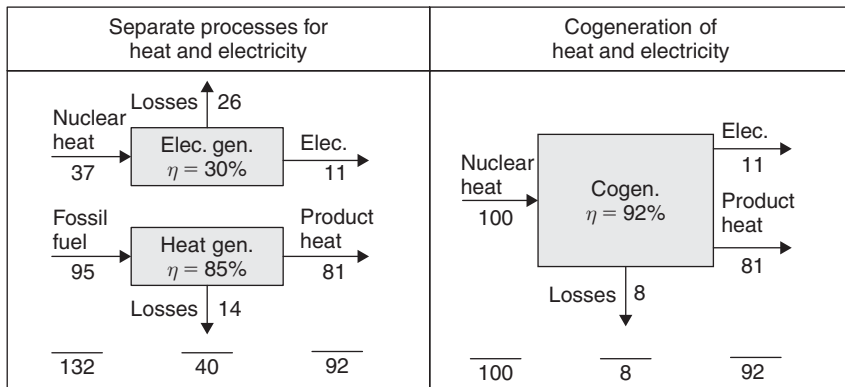 Separate processes for
heat and electricity
Losses 26
Nuclear
heat
37
Elec. gen.
η = 30%
Elec.
11
Fossil
fuel
95
Heat gen.
η = 85%
Product
heat
81
Losses 14
132 40 92
Cogeneration of
heat and electricity
Nuclear
heat
100
Cogen.
η = 92%
Elec.
11
Product
heat
81
Losses 8
100 8 92